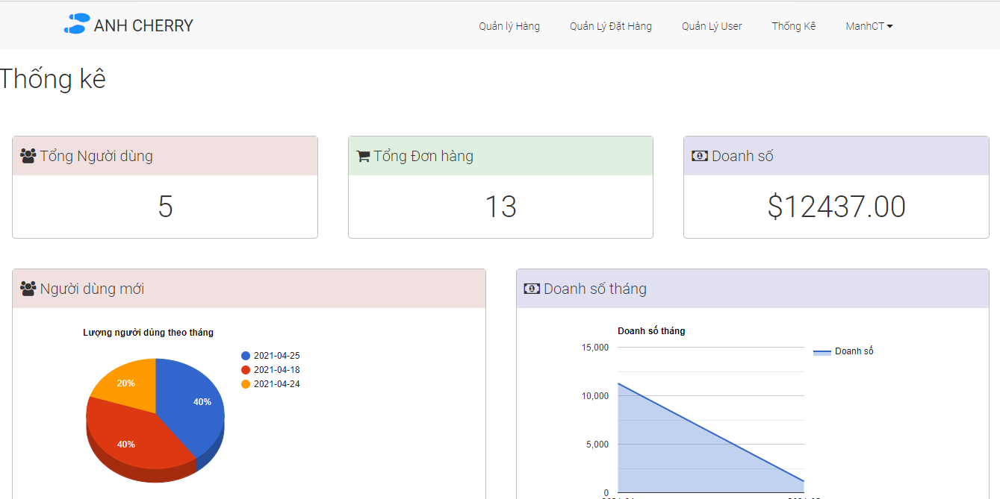 ANH CHERRY
Quản lý Hàng
Quản Lý Đặt Hàng
Quản Lý User
Thống Kê
ManhCT
Thống kê
Tổng Người dùng
5
Tổng Đơn hàng
13
Doanh số
$12437.00
Người dùng mới
Lượng người dùng theo tháng
2021-04-25
2021-04-18
2021-04-24
20%
40%
40%
Doanh số tháng
Doanh số tháng
15,000
10,000
5,000
0
Doanh số